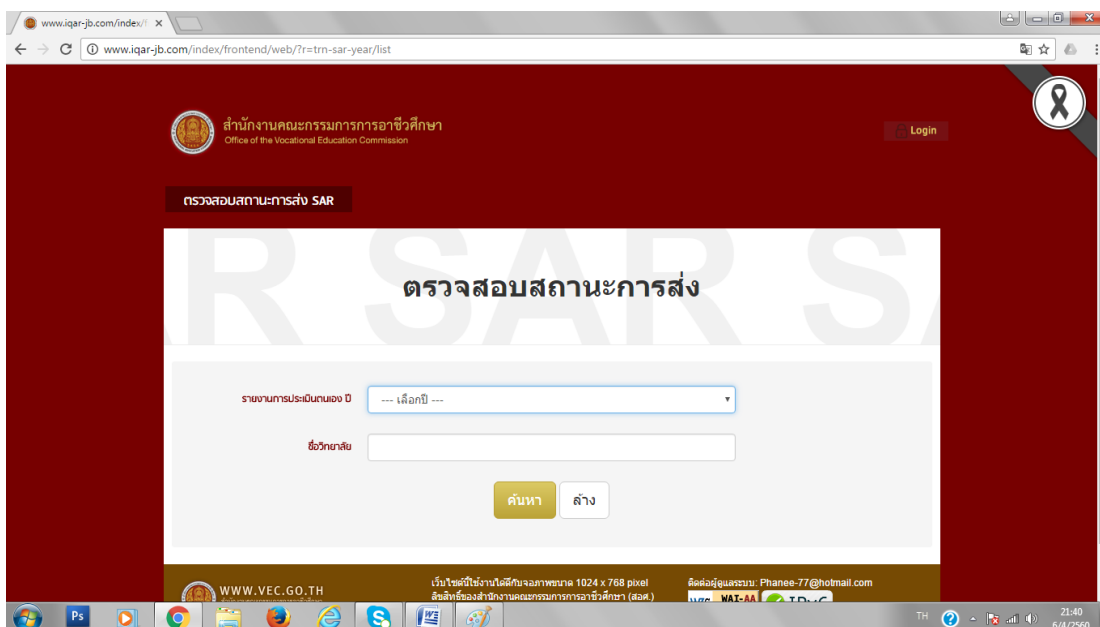 www.iqar-jb.com/index/f
www.iqar-jb.com/index/frontend/web/?r=trn-sar-year/list
สำนักงานคณะกรรมการการอาชีวศึกษา
Office of the Vocational Education Commission
Login
ตรวจสอบสถานะการส่ง SAR
R SAR SA
ตรวจสอบสถานะการส่ง
รายงานการประเมินตนเอง ปี
--- เลือกปี ---
ชื่อวิทยาลัย
ค้นหา
ล้าง
WWW.VEC.GO.TH
เว็บไซต์นี้ใช้งานได้ดีกับจอภาพขนาด 1024 x 768 pixel
ลิขสิทธิ์ของสำนักงานคณะกรรมการการอาชีวศึกษา (สอศ.)
ติดต่อผู้ดูแลระบบ: Phanee-77@hotmail.com
WAI-AA
IPv6
Ps
TH
21:40
6/4/2560